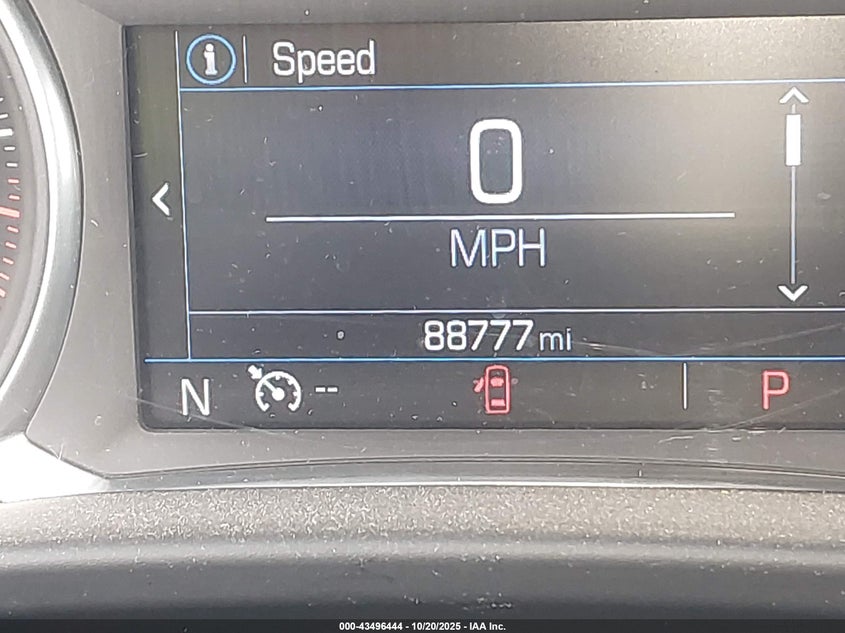 Speed
0
MPH
88777 mi
N -- P
000-43496444 - 10/20/2025 - IAA Inc.